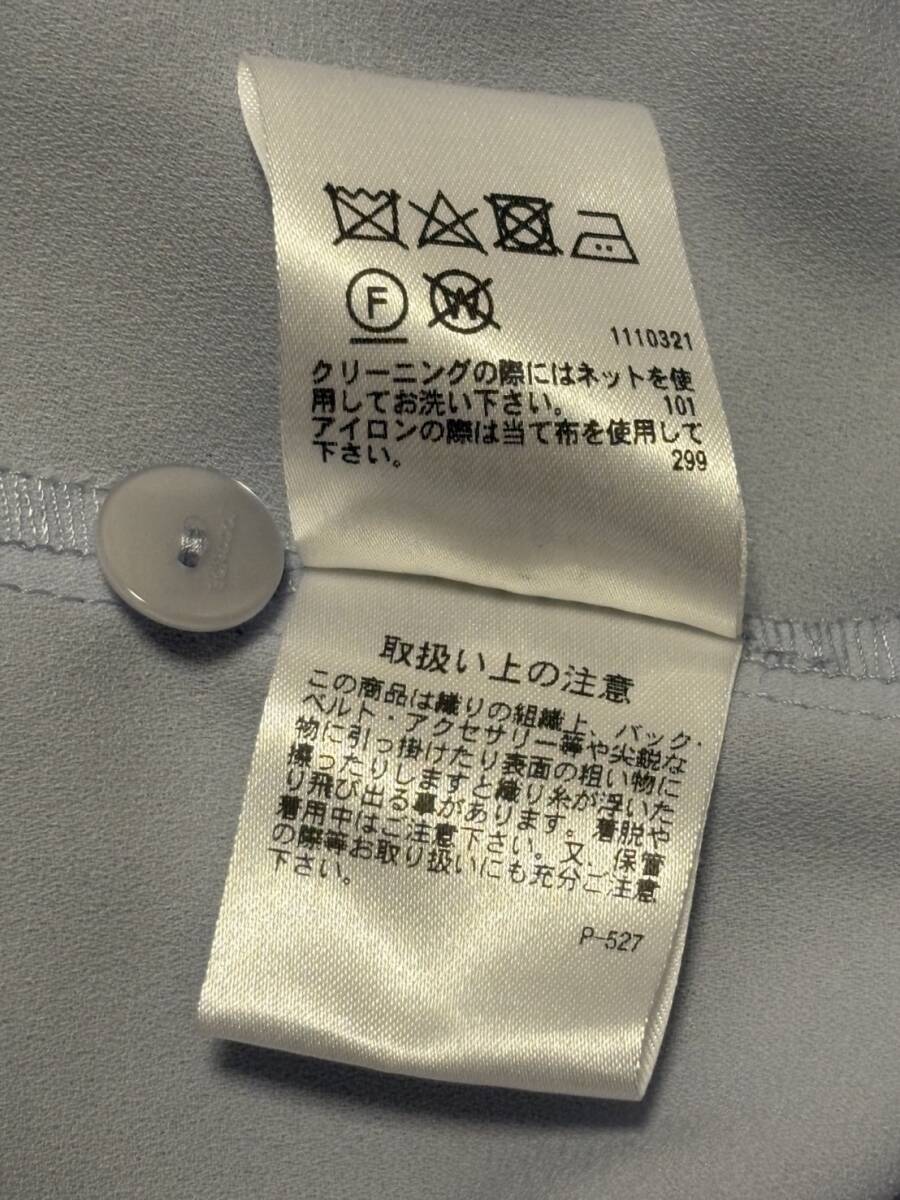 F
W
1110321
クリーニングの際にはネットを使
用してお洗い下さい。 101
アイロンの際は当て布を使用して
下さい。 299
取扱い上の注意
この商品は織りの組織上、バック・
ベルト・アクセサリー等や尖鋭な
物に引っ掛けたり表面の粗い物に
擦ったりしますと織り糸が浮いた
り飛び出る事があります。着脱や
着用中はご注意下さい。又、保管
の際等お取り扱いにも充分ご注意
下さい。
P-527